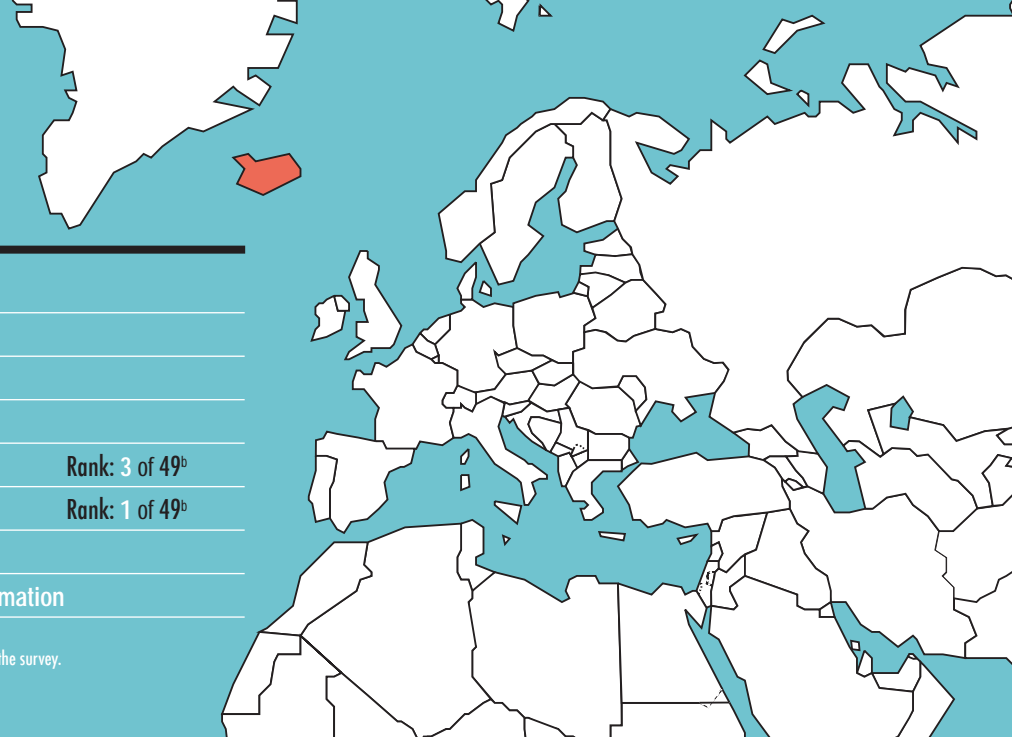 Rank: 3 of 49ᵇ
Rank: 1 of 49ᵇ
mation
the survey.